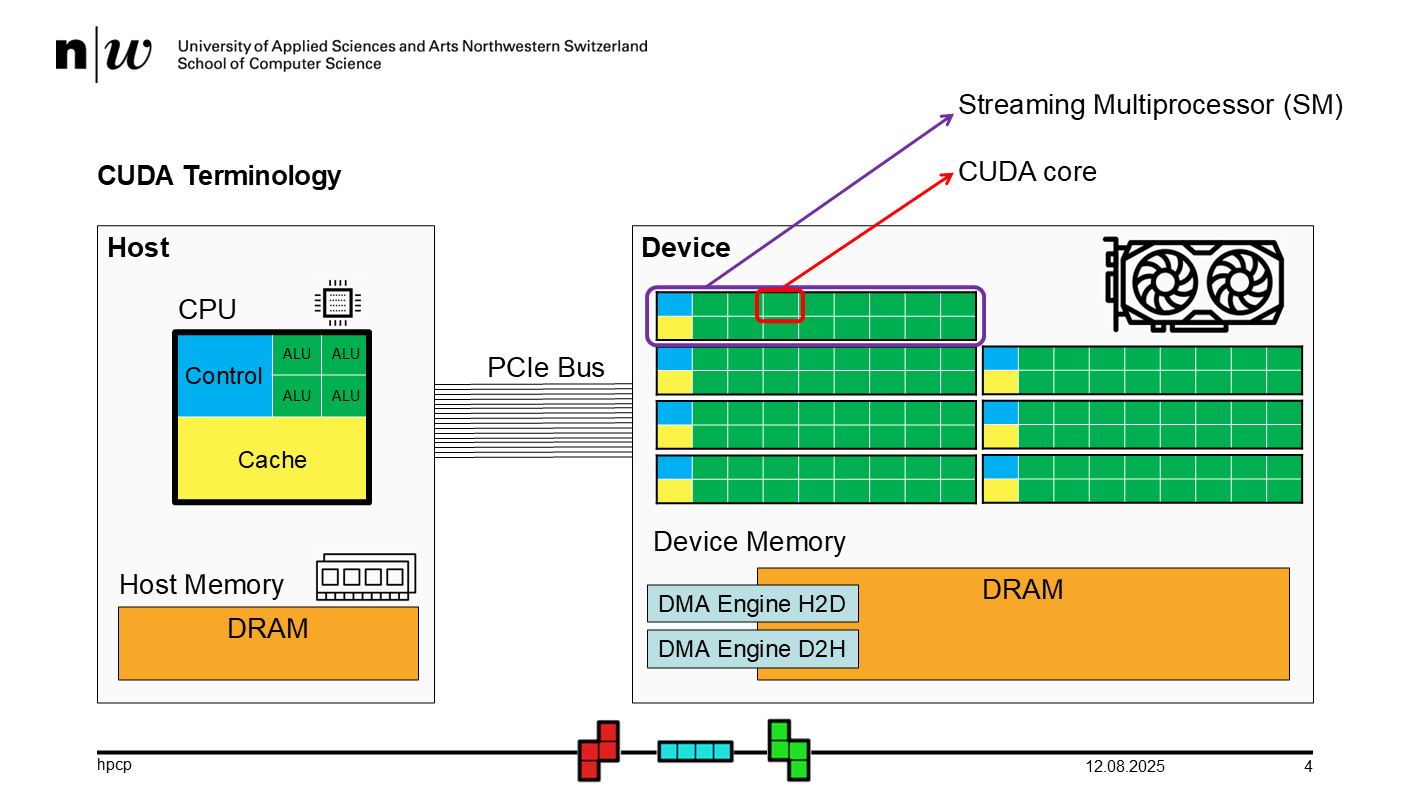 n|w University of Applied Sciences and Arts Northwestern Switzerland
School of Computer Science
Streaming Multiprocessor (SM)
CUDA core
CUDA Terminology
Host
CPU
Control
ALU ALU
ALU ALU
Cache
Host Memory
DRAM
PCIe Bus
Device
Device Memory
DRAM
DMA Engine H2D
DMA Engine D2H
hpcp
12.08.2025
4